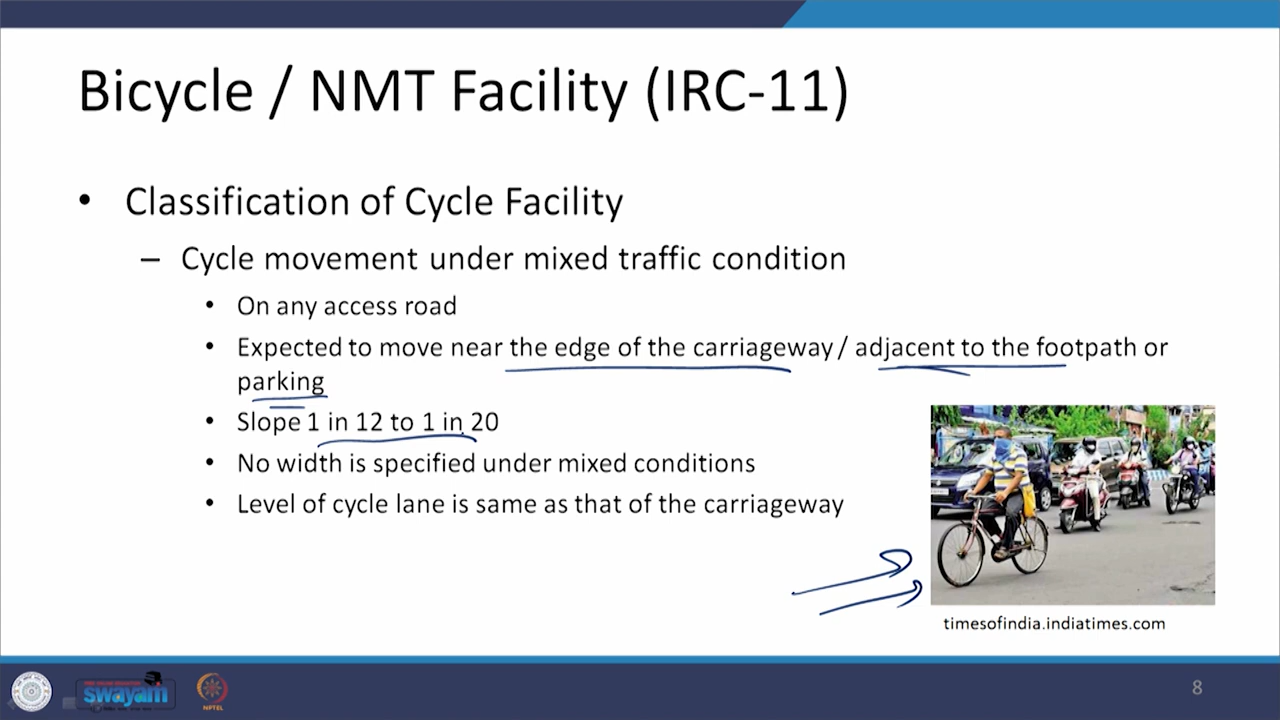 Bicycle / NMT Facility (IRC-11)
• Classification of Cycle Facility
– Cycle movement under mixed traffic condition
• On any access road
• Expected to move near the edge of the carriageway / adjacent to the footpath or
parking
• Slope 1 in 12 to 1 in 20
• No width is specified under mixed conditions
• Level of cycle lane is same as that of the carriageway
timesofindia.indiatimes.com
swayam
NPTEL
8